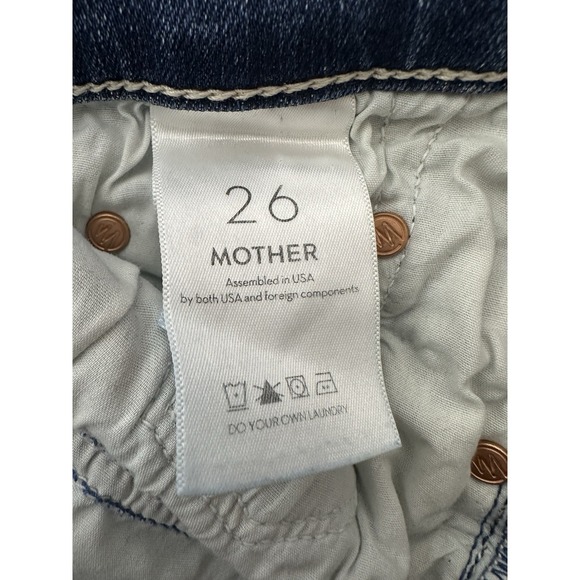 26
MOTHER
Assembled in USA
by both USA and foreign components
DO YOUR OWN LAUNDRY